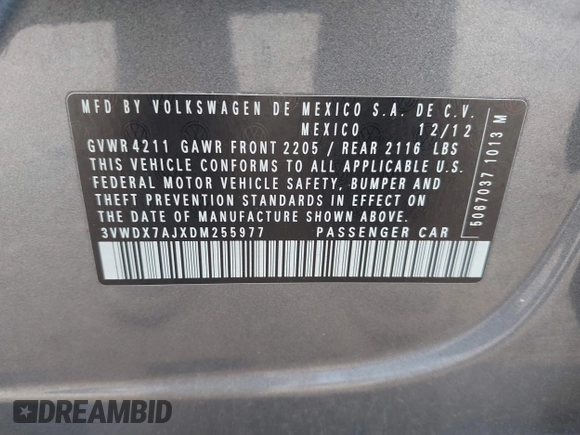 MFD BY VOLKSWAGEN DE MEXICO S.A. DE C.V.
MEXICO 12/12
GVWR 4211 GAWR FRONT 2205 / REAR 2116 LBS
THIS VEHICLE CONFORMS TO ALL APPLICABLE U.S.
FEDERAL MOTOR VEHICLE SAFETY, BUMPER AND
THEFT PREVENTION STANDARDS IN EFFECT ON
THE DATE OF MANUFACTURE SHOWN ABOVE.
3VWDX7AJXDM255977 PASSENGER CAR
5067037 1013 M
DREAMBID